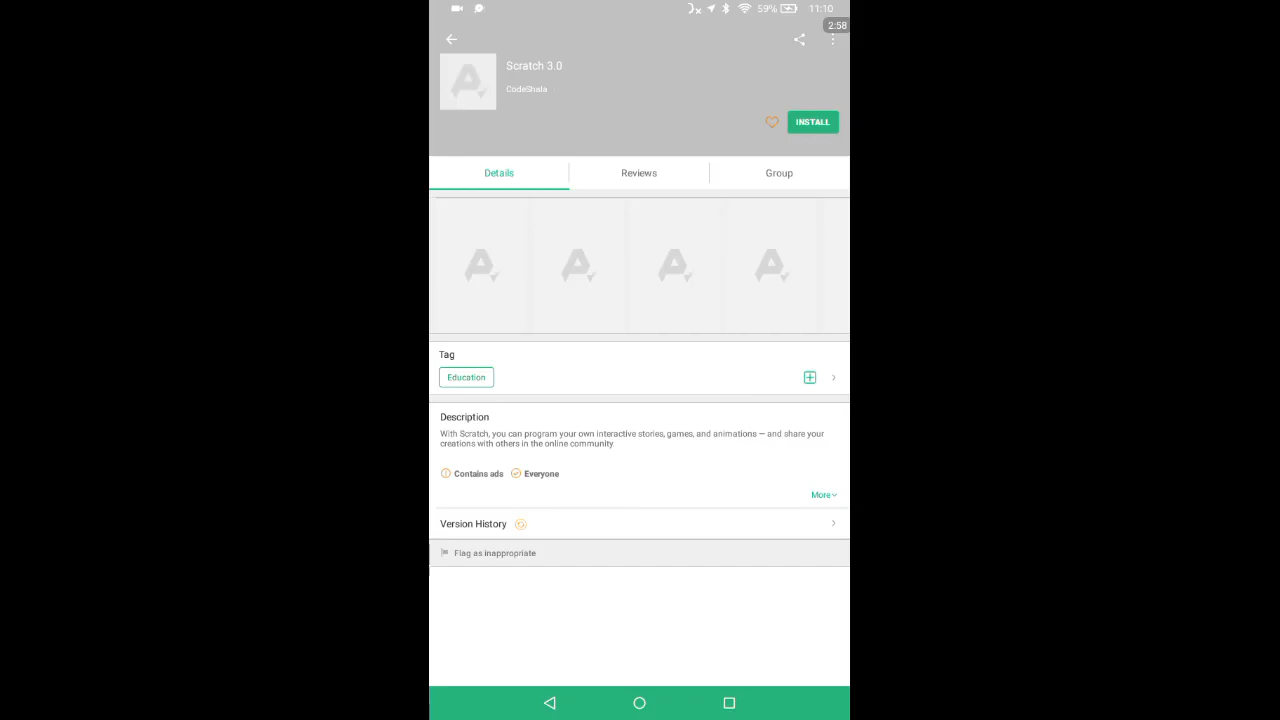 59% 11:10
2:58
Scratch 3.0
CodeShala
INSTALL
Details Reviews Group
Tag
Education
Description
With Scratch, you can program your own interactive stories, games, and animations — and share your
creations with others in the online community.
Contains ads Everyone
More
Version History
Flag as inappropriate